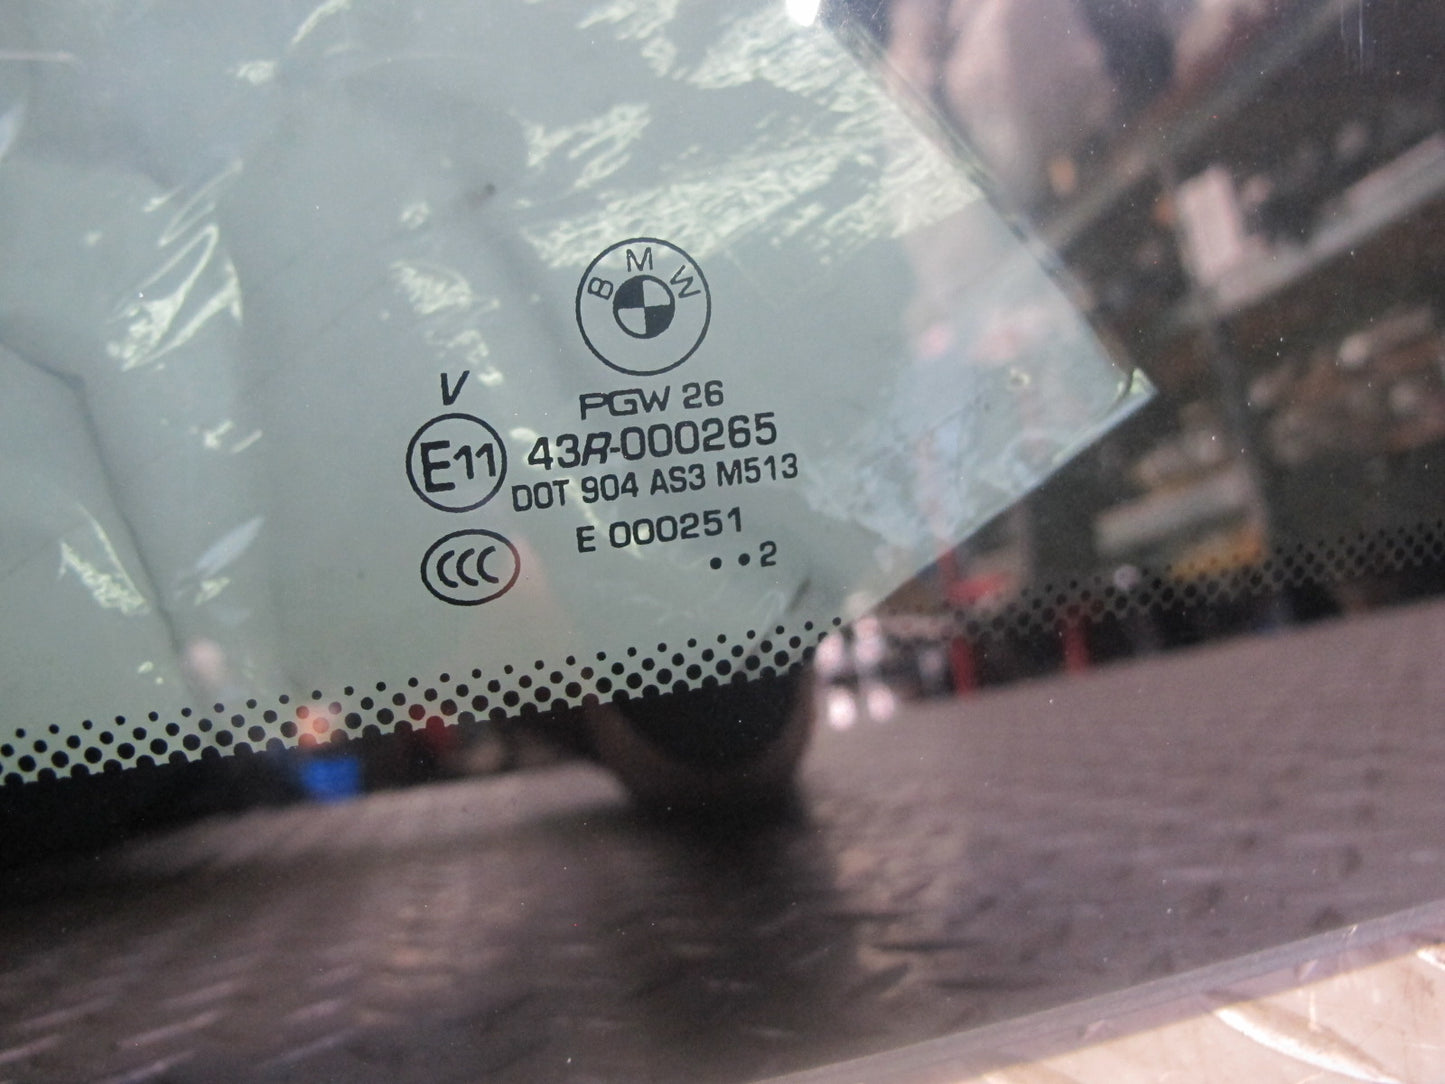 BMW
PGW 26
V
E11 43R-000265
DOT 904 AS3 M513
CCC E 000251
• • 2